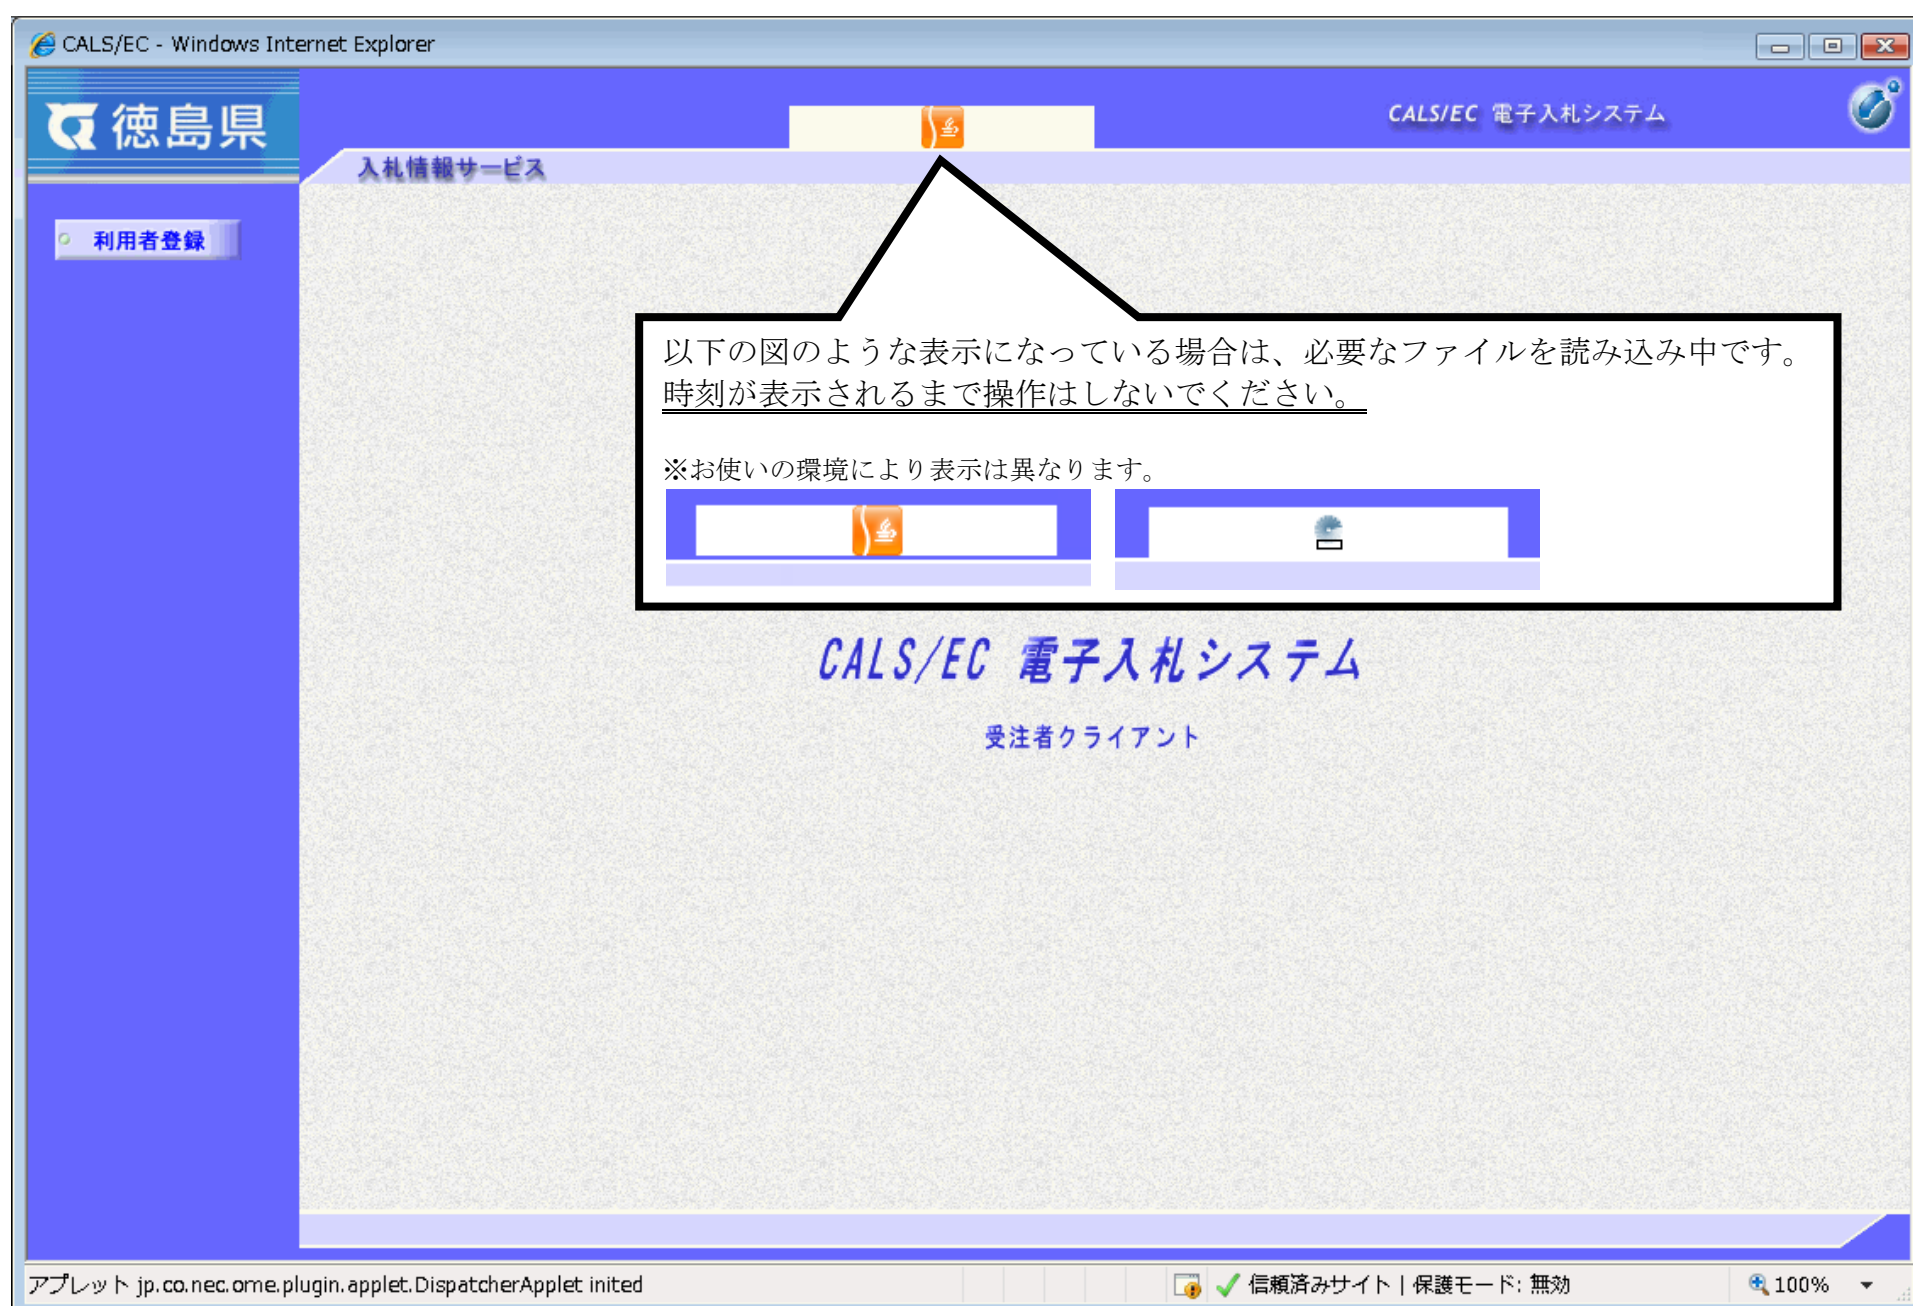 CALS/EC - Windows Internet Explorer
徳島県
CALS/EC 電子入札システム
入札情報サービス
利用者登録
以下の図のような表示になっている場合は、必要なファイルを読み込み中です。
時刻が表示されるまで操作はしないでください。
※お使いの環境により表示は異なります。
CALS/EC 電子入札システム
受注者クライアント
アプレット jp.co.nec.ome.plugin.applet.DispatcherApplet inited
信頼済みサイト | 保護モード: 無効
100%